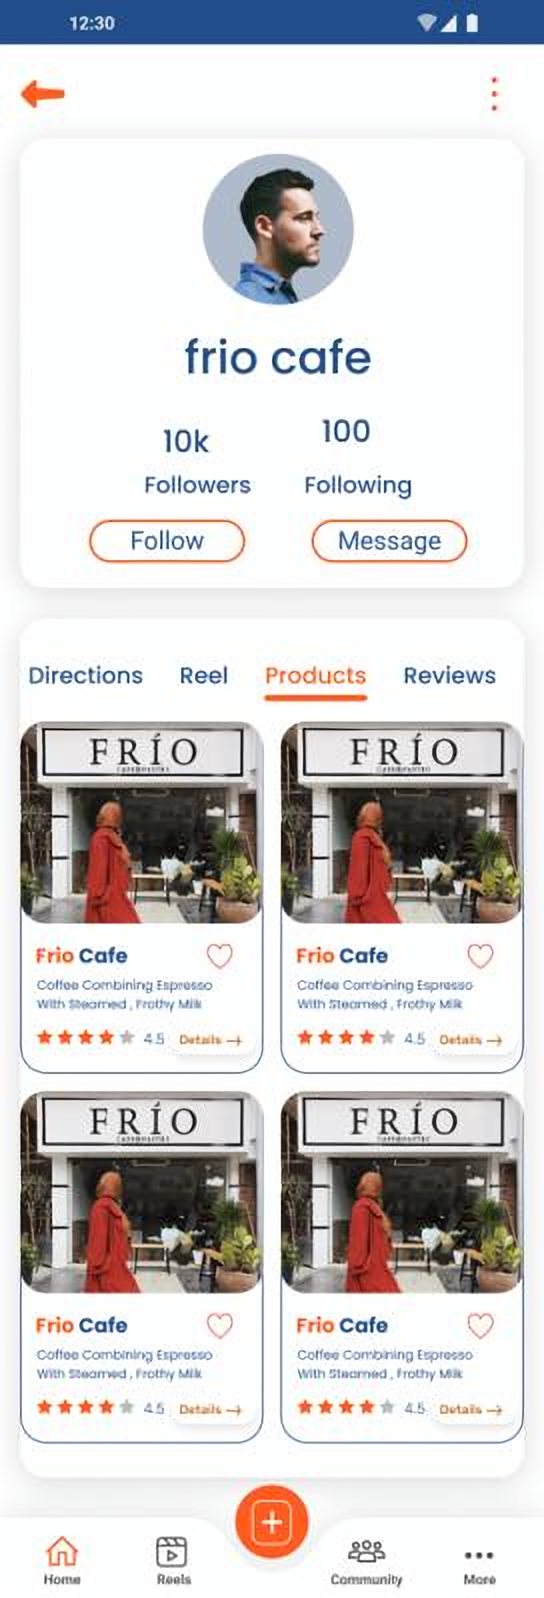 12:30
frio cafe
10k
100
Followers
Following
Follow
Message
Directions Reel Products Reviews
FRÍO
FRÍO
Frio Cafe
Coffee Combining Espresso
With Steamed , Frothy Milk
4.5 Details →
Frio Cafe
Coffee Combining Espresso
With Steamed , Frothy Milk
4.5 Details →
FRÍO
FRÍO
Frio Cafe
Coffee Combining Espresso
With Steamed , Frothy Milk
4.5 Details →
Frio Cafe
Coffee Combining Espresso
With Steamed , Frothy Milk
4.5 Details →
Home Reels Community More